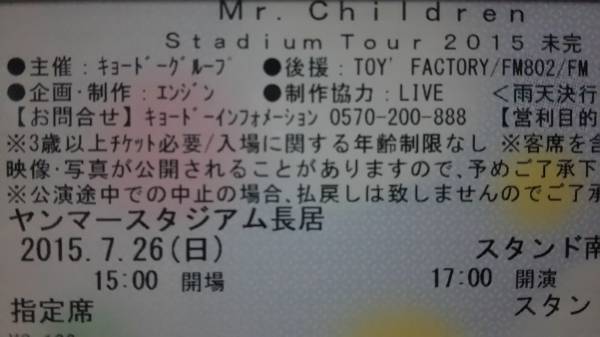 Mr. Children
Stadium Tour 2015 未完
●主催:ｷｮｰﾄﾞｰｸﾞﾙｰﾌﾟ ●後援:TOY' FACTORY/FM802/FM
●企画・制作:ｴﾝｼﾞﾝ ●制作協力:LIVE <雨天決行
【お問合せ】ｷｮｰﾄﾞｰｲﾝﾌｫﾒｰｼｮﾝ 0570-200-888 【営利目的
※3歳以上ﾁｹｯﾄ必要/入場に関する年齢制限なし ※客席を含
映像･写真が公開されることがありますので､予めご了承下
※公演途中での中止の場合､払戻しは致しませんのでご了承
ヤンマースタジアム長居
2015.7.26(日) スタンド南
15:00 開場 17:00 開演
指定席 スタン